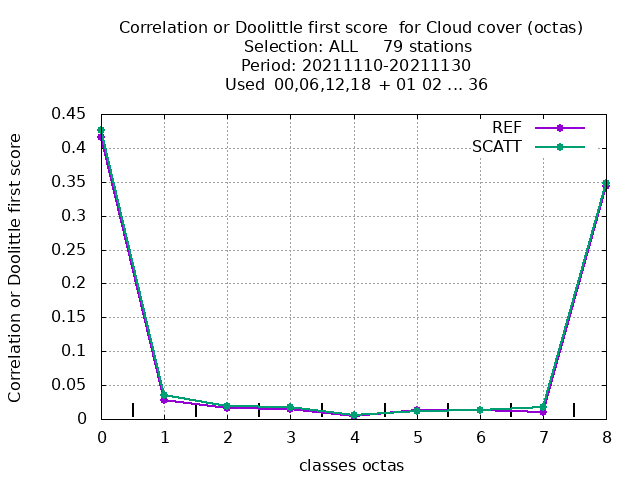 Correlation or Doolittle first score  for Cloud cover (octas)
Selection: ALL     79 stations
Period: 20211110-20211130
Used  00,06,12,18 + 01 02 ... 36
Correlation or Doolittle first score
0.45
0.4
0.35
0.3
0.25
0.2
0.15
0.1
0.05
0
REF
SCATT
0 1 2 3 4 5 6 7 8
classes octas